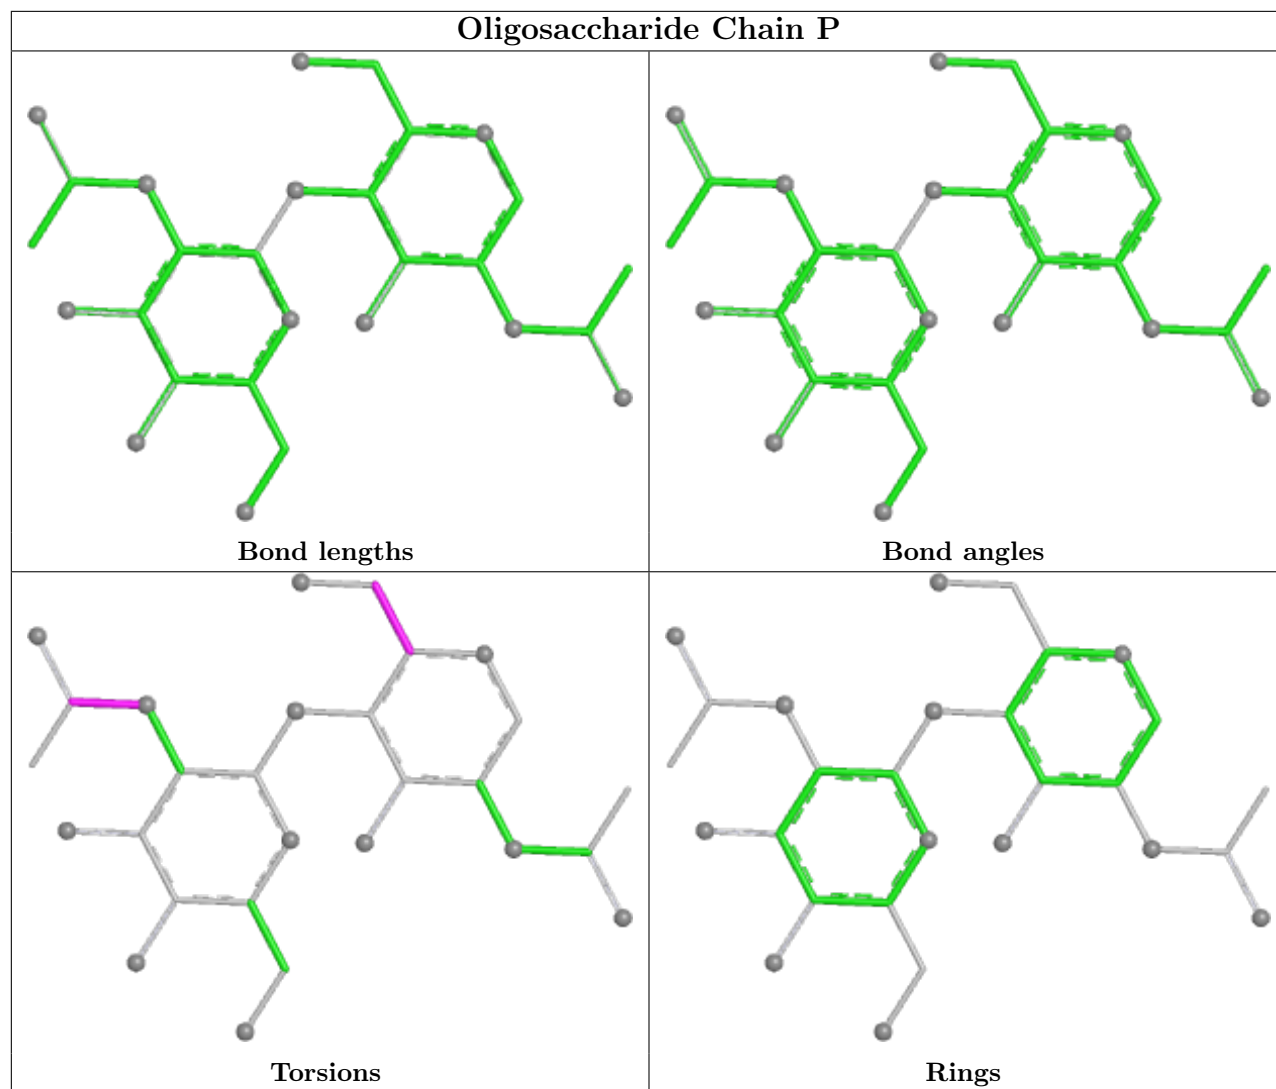 Oligosaccharide Chain P
Bond lengths
Bond angles
Torsions
Rings